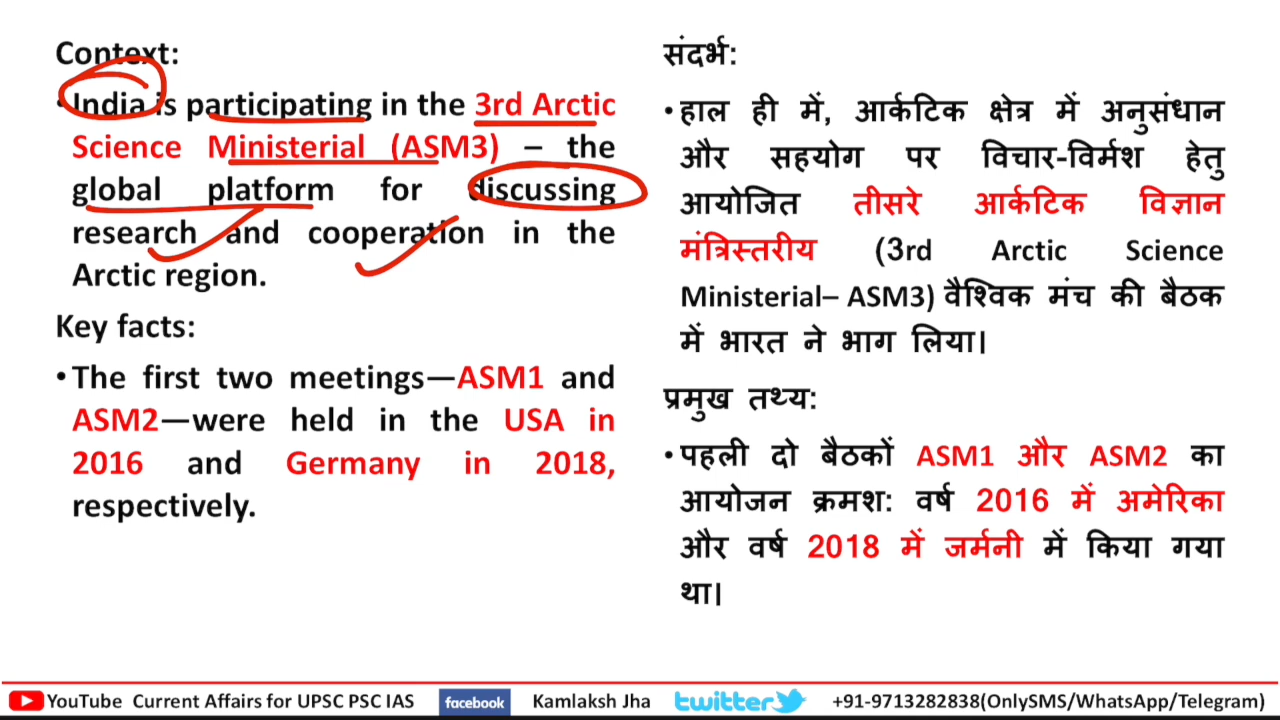 Context:
•India is participating in the 3rd Arctic
Science Ministerial (ASM3) – the
global platform for discussing
research and cooperation in the
Arctic region.
Key facts:
•The first two meetings—ASM1 and
ASM2—were held in the USA in
2016 and Germany in 2018,
respectively.
संदर्भ:
•हाल ही में, आर्कटिक क्षेत्र में अनुसंधान
और सहयोग पर विचार-विर्मश हेतु
आयोजित तीसरे आर्कटिक विज्ञान
मंत्रिस्तरीय (3rd Arctic Science
Ministerial– ASM3) वैश्विक मंच की बैठक
में भारत ने भाग लिया।
प्रमुख तथ्य:
•पहली दो बैठकों ASM1 और ASM2 का
आयोजन क्रमश: वर्ष 2016 में अमेरिका
और वर्ष 2018 में जर्मनी में किया गया
था।
YouTube Current Affairs for UPSC PSC IAS facebook Kamlaksh Jha twitter +91-9713282838(OnlySMS/WhatsApp/Telegram)